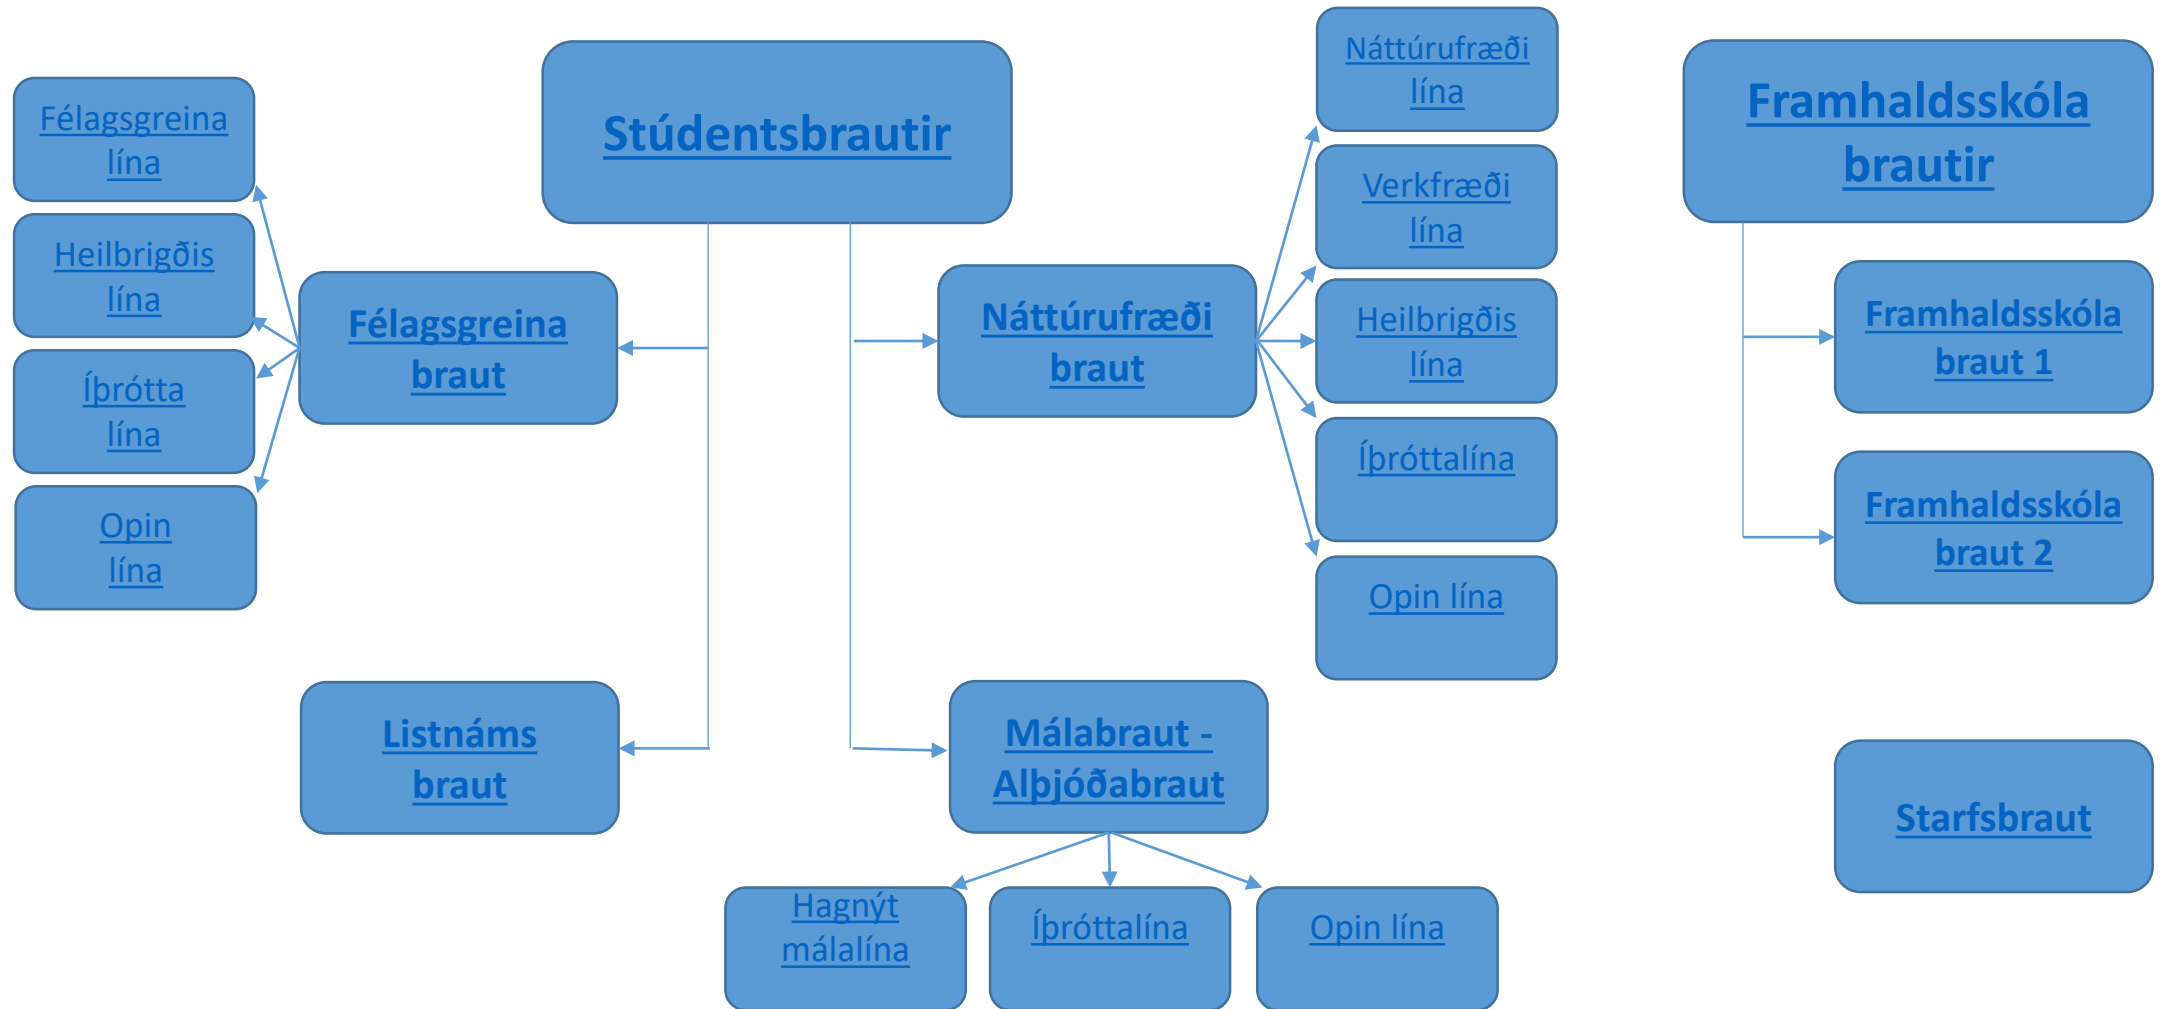 Stúdentsbrautir
Félagsgreina
lína
Heilbrigðis
lína
Íþrótta
lína
Opin
lína
Félagsgreina
braut
Listnáms
braut
Náttúrufræði
braut
Náttúrufræði
lína
Verkfræði
lína
Heilbrigðis
lína
Íþróttalína
Opin lína
Málabraut -
Alþjóðabraut
Hagnýt
málalína
Íþróttalína
Opin lína
Framhaldsskóla
brautir
Framhaldsskóla
braut 1
Framhaldsskóla
braut 2
Starfsbraut